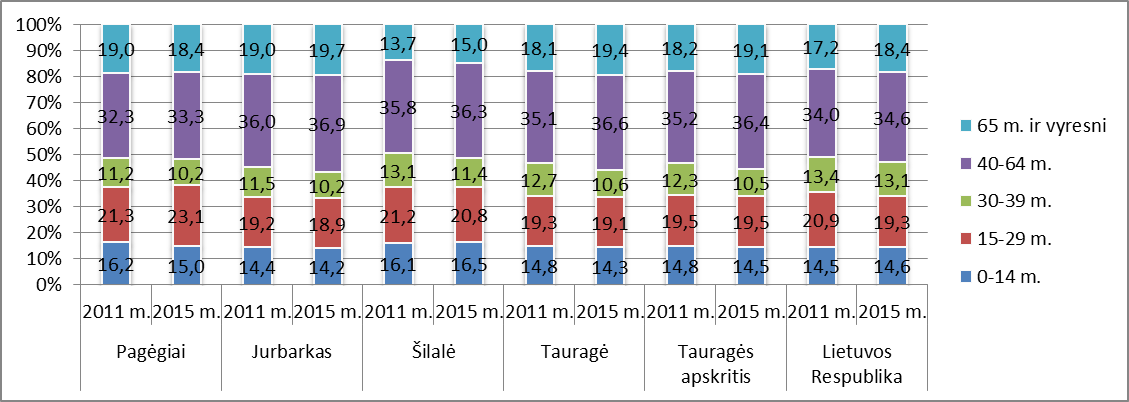 100%
90%
80%
70%
60%
50%
40%
30%
20%
10%
0%
19,0 18,4 19,0 19,7 13,7 15,0 18,1 19,4 18,2 19,1 17,2 18,4
32,3 33,3 36,0 36,9 35,8 36,3 35,1 36,6 35,2 36,4 34,0 34,6
11,2 10,2 11,5 10,2 13,1 11,4 12,7 10,6 12,3 10,5 13,4 13,1
21,3 23,1 19,2 18,9 21,2 20,8 19,3 19,1 19,5 19,5 20,9 19,3
16,2 15,0 14,4 14,2 16,1 16,5 14,8 14,3 14,8 14,5 14,5 14,6
2011 m. 2015 m. 2011 m. 2015 m. 2011 m. 2015 m. 2011 m. 2015 m. 2011 m. 2015 m. 2011 m. 2015 m.
Pagėgiai Jurbarkas Šilalė Tauragė Tauragės Lietuvos
apskritis Respublika
65 m. ir vyresni
40-64 m.
30-39 m.
15-29 m.
0-14 m.